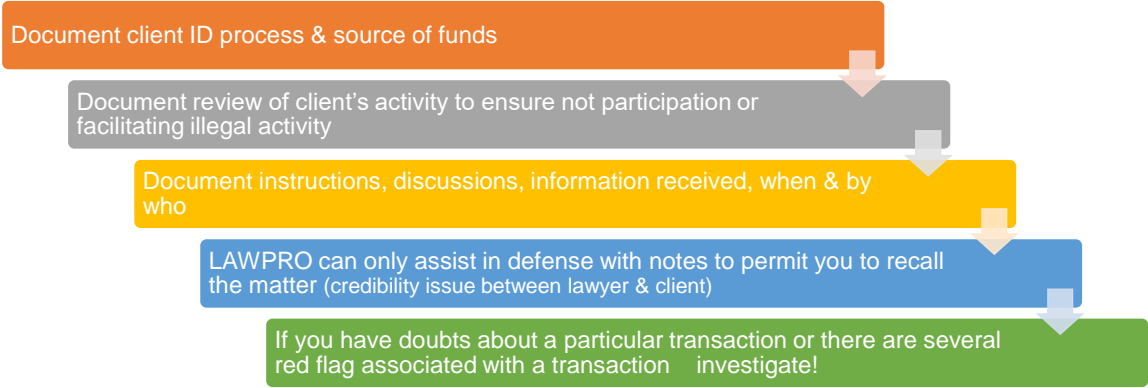 Document client ID process & source of funds
Document review of client's activity to ensure not participation or
facilitating illegal activity
Document instructions, discussions, information received, when & by
who
LAWPRO can only assist in defense with notes to permit you to recall
the matter (credibility issue between lawyer & client)
If you have doubts about a particular transaction or there are several
red flag associated with a transaction investigate!